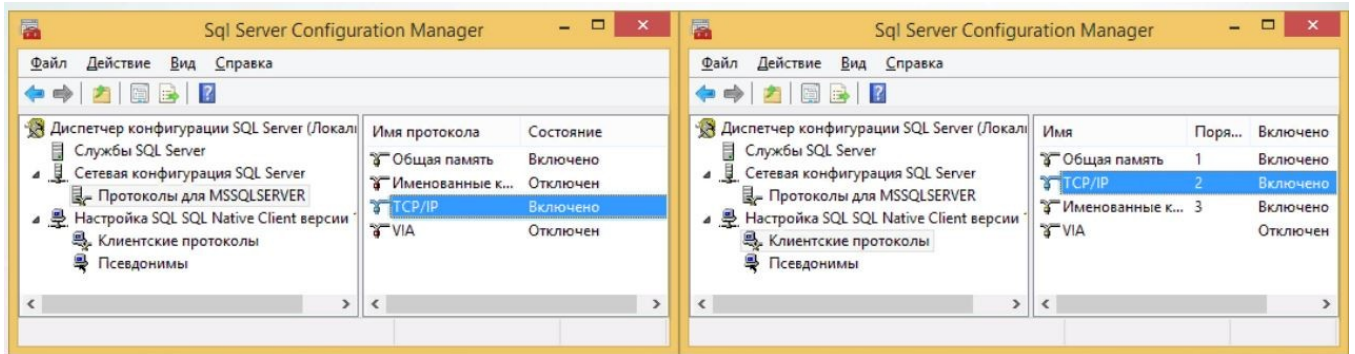 Sql Server Configuration Manager
Файл Действие Вид Справка
Диспетчер конфигурации SQL Server (Локаль
Службы SQL Server
Сетевая конфигурация SQL Server
Протоколы для MSSQLSERVER
Настройка SQL SQL Native Client версии 1
Клиентские протоколы
Псевдонимы
Имя протокола Состояние
Общая память Включено
Именованные к... Отключен
TCP/IP Включено
VIA Отключен
Sql Server Configuration Manager
Файл Действие Вид Справка
Диспетчер конфигурации SQL Server (Локаль
Службы SQL Server
Сетевая конфигурация SQL Server
Протоколы для MSSQLSERVER
Настройка SQL SQL Native Client версии 1
Клиентские протоколы
Псевдонимы
Имя Поря... Включено
Общая память 1 Включено
TCP/IP 2 Включено
Именованные к... 3 Включено
VIA Отключен